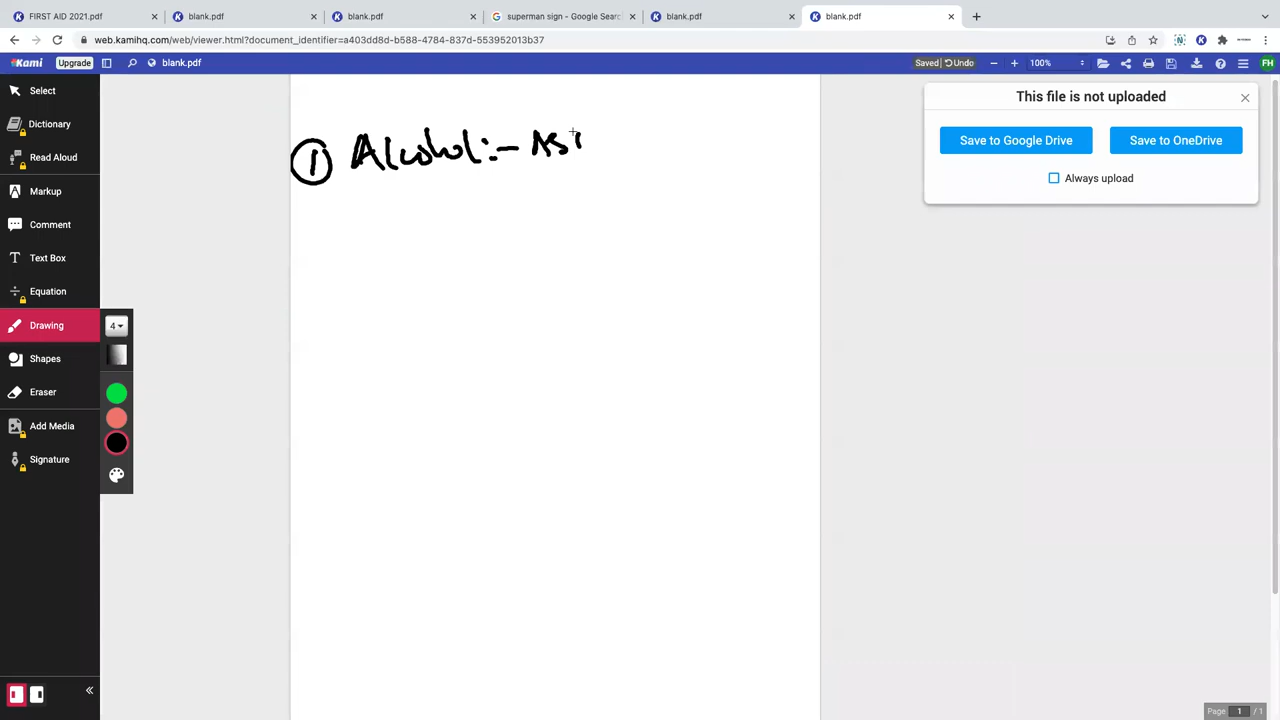 FIRST AID 2021.pdf
blank.pdf
blank.pdf
superman sign - Google Searc
blank.pdf
blank.pdf
web.kamihq.com/web/viewer.html?document_identifier=a403dd8d-b588-4784-837d-553952013b37
Kami
Upgrade
blank.pdf
Saved
Undo
100%
FH
Select
Dictionary
Read Aloud
Markup
Comment
Text Box
Equation
Drawing
4
Shapes
Eraser
Add Media
Signature
① Alcohol:- AST
This file is not uploaded
Save to Google Drive
Save to OneDrive
Always upload
Page 1 / 1